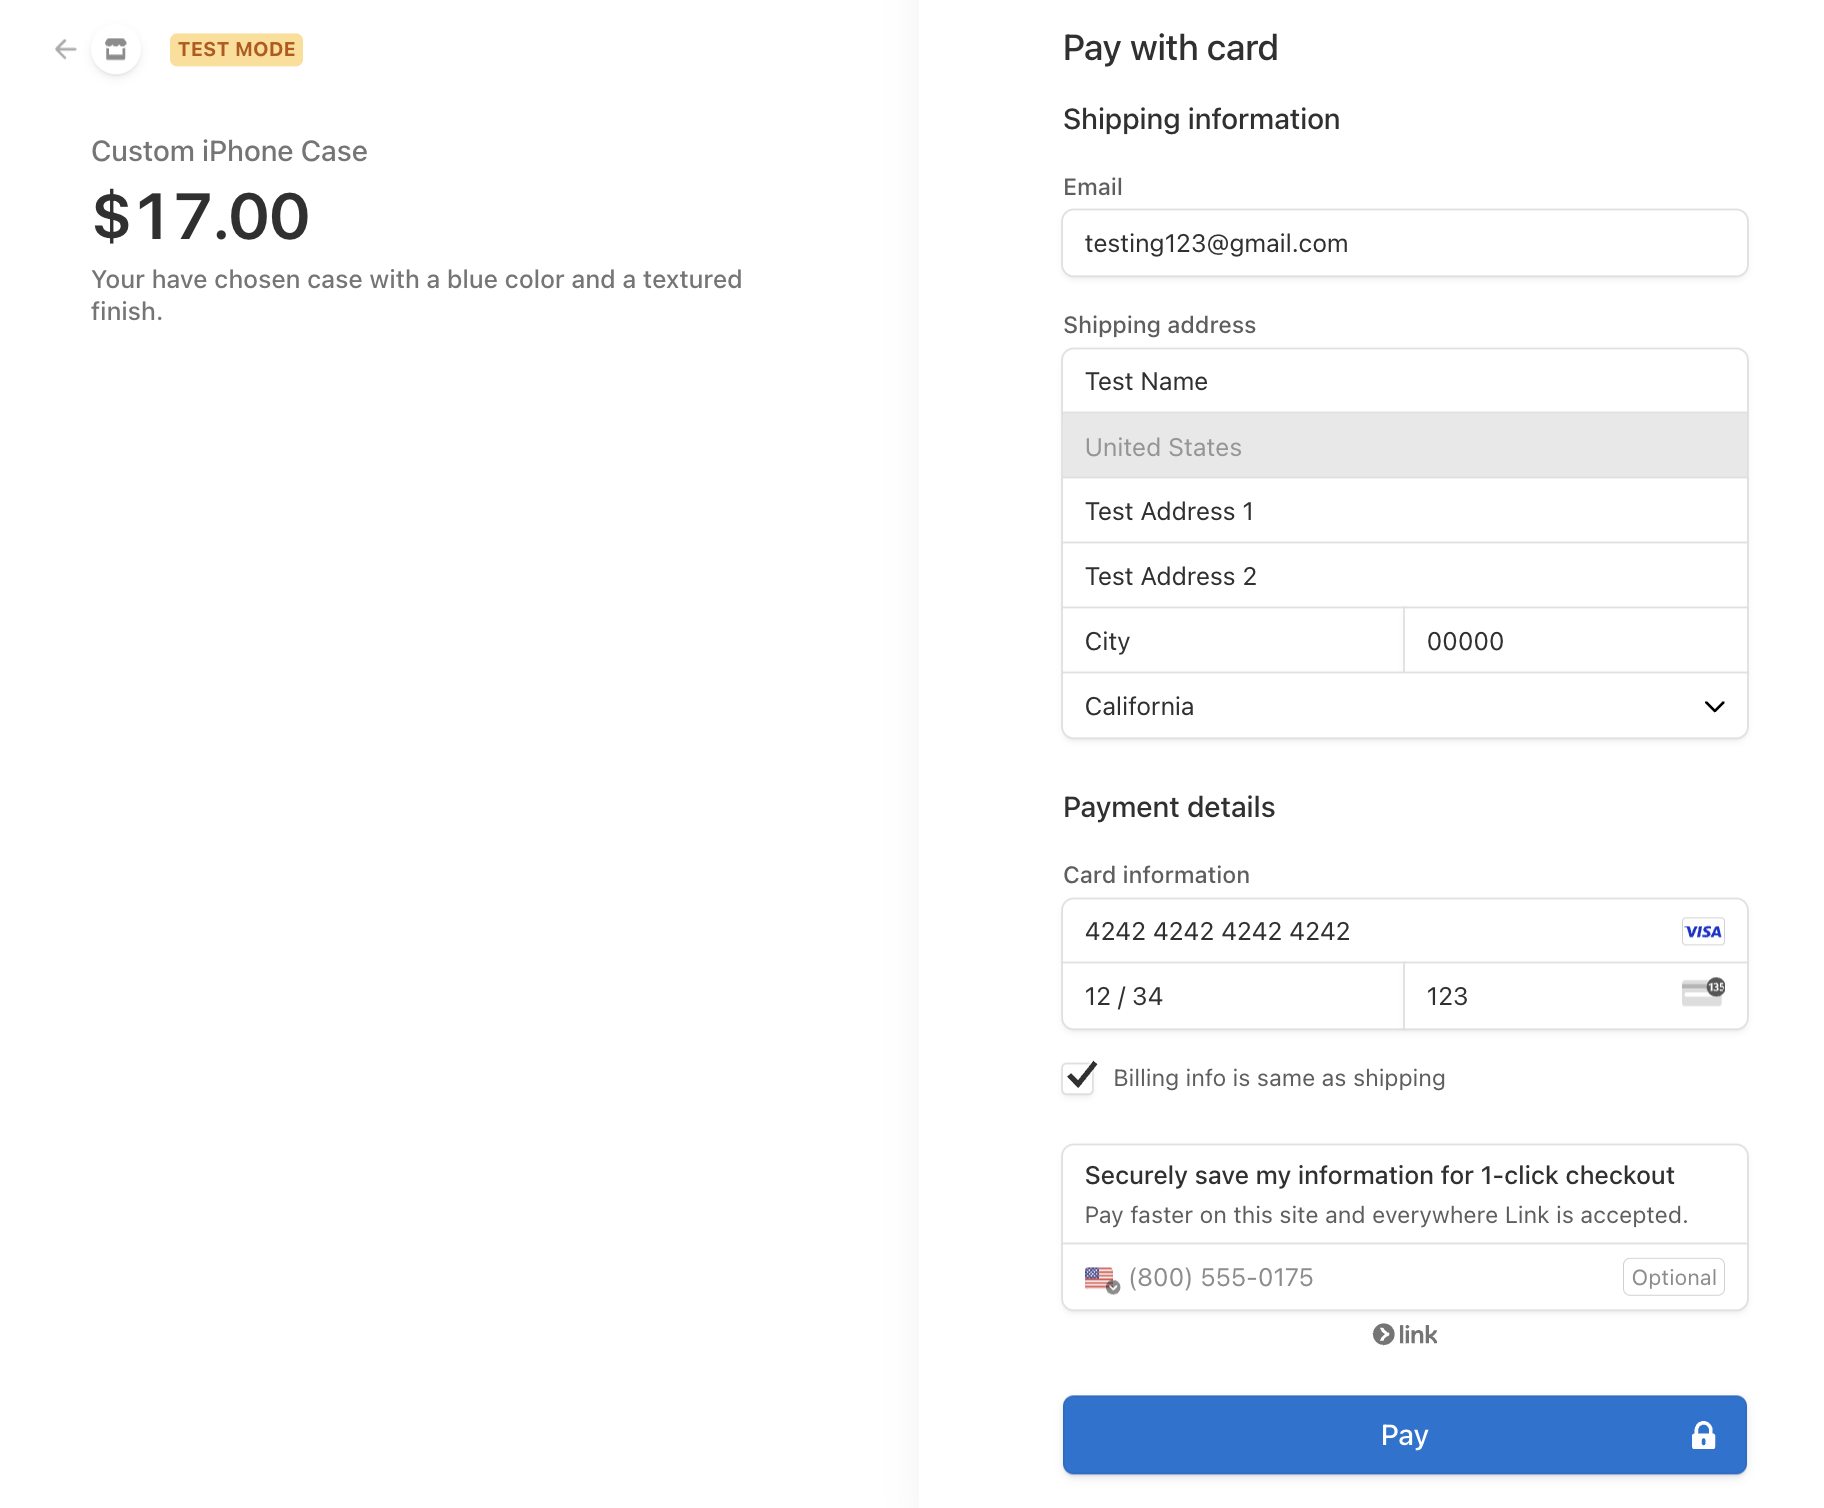 TEST MODE
Custom iPhone Case
$17.00
Your have chosen case with a blue color and a textured
finish.
Pay with card
Shipping information
Email
testing123@gmail.com
Shipping address
Test Name
United States
Test Address 1
Test Address 2
City
00000
California
Payment details
Card information
4242 4242 4242 4242
VISA
12 / 34
123
135
Billing info is same as shipping
Securely save my information for 1-click checkout
Pay faster on this site and everywhere Link is accepted.
(800) 555-0175
Optional
link
Pay